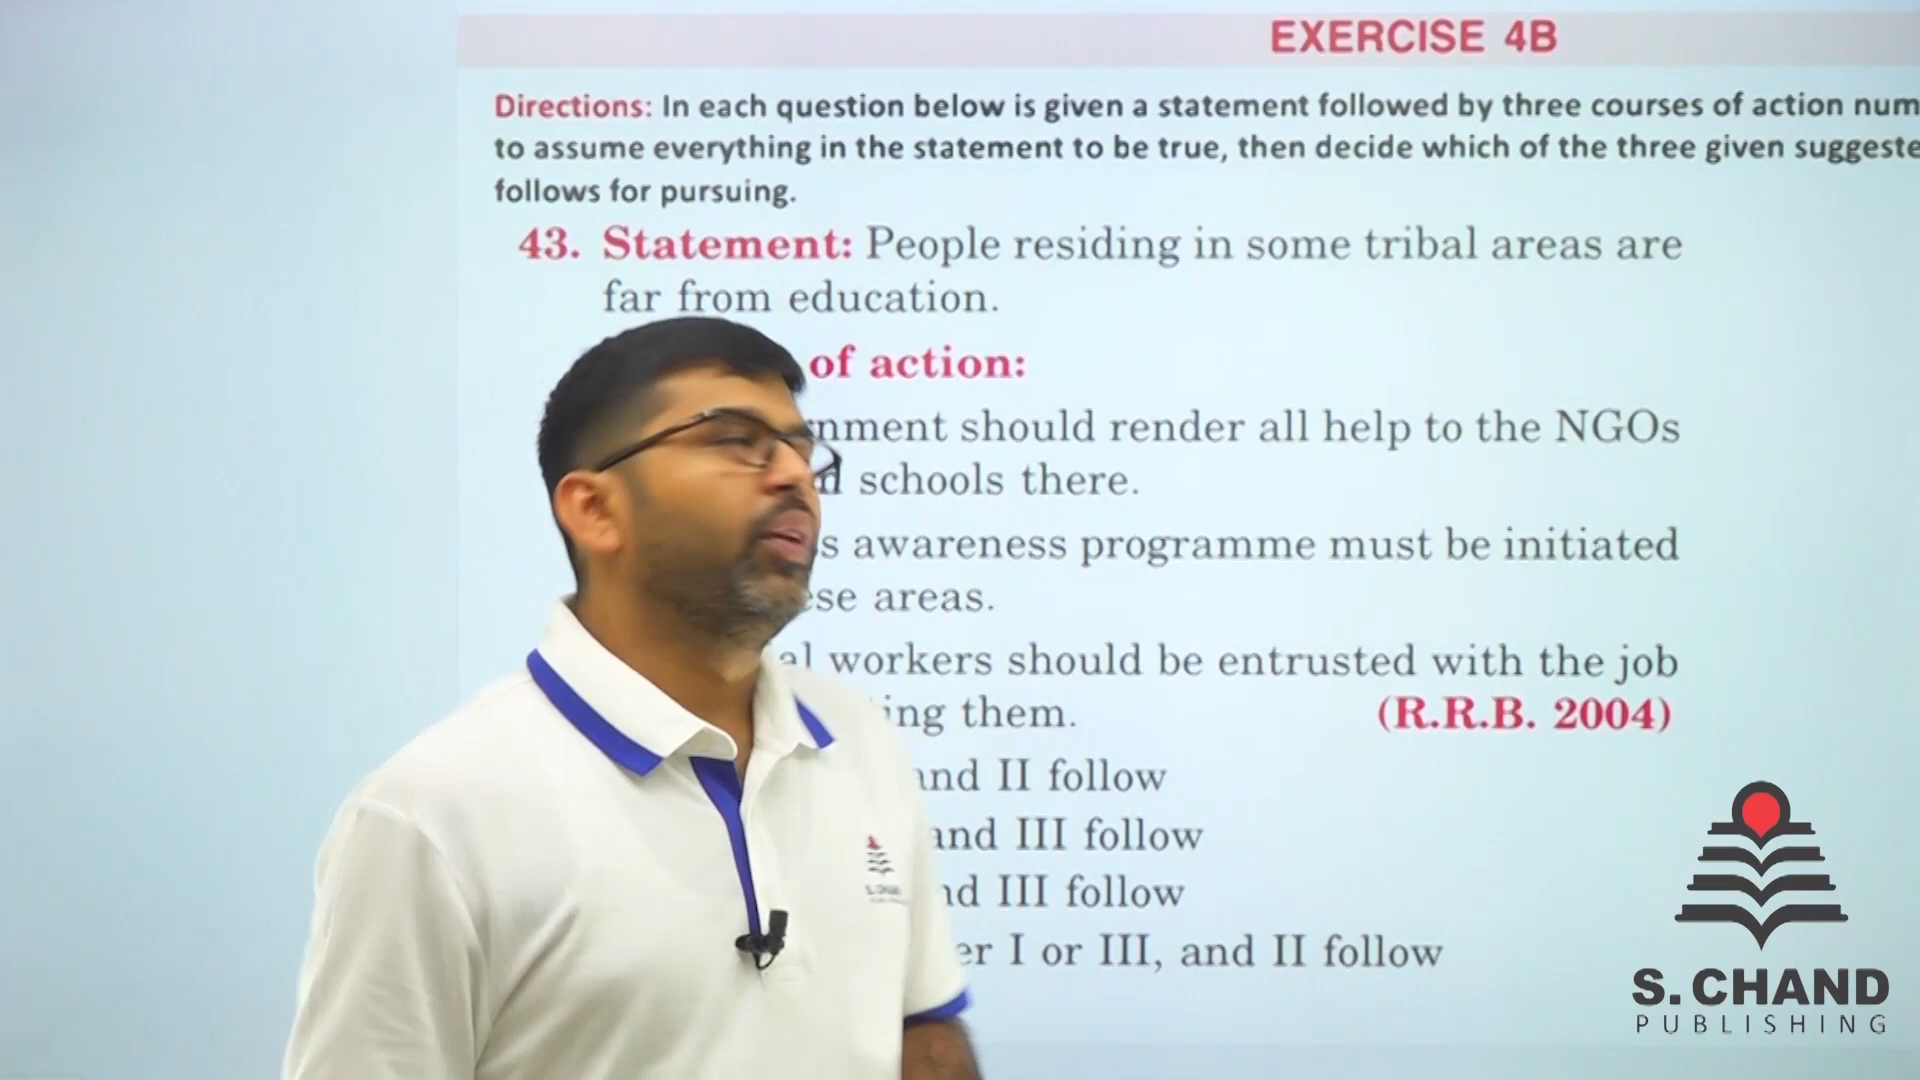 EXERCISE 4B
Directions: In each question below is given a statement followed by three courses of action num
to assume everything in the statement to be true, then decide which of the three given suggeste
follows for pursuing.
43. Statement: People residing in some tribal areas are
far from education.
of action:
nment should render all help to the NGOs
schools there.
s awareness programme must be initiated
se areas.
al workers should be entrusted with the job
ing them. (R.R.B. 2004)
and II follow
and III follow
nd III follow
er I or III, and II follow
S. CHAND
PUBLISHING